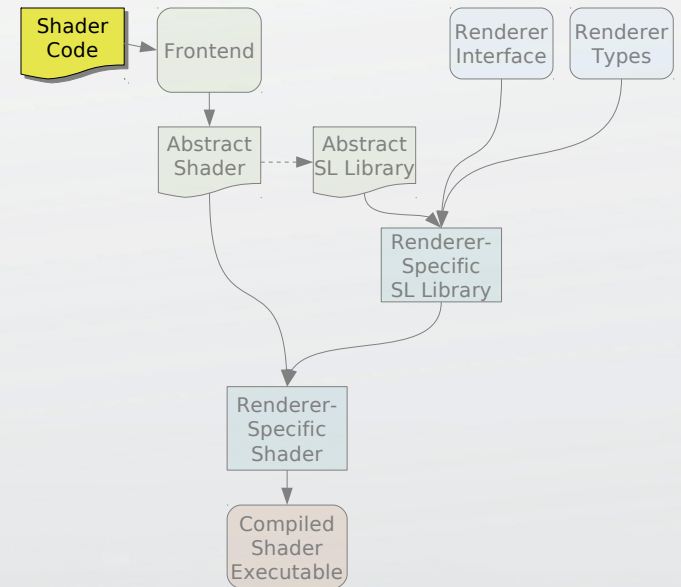 Shader
Code
Frontend
Renderer
Interface
Renderer
Types
Abstract
Shader
Abstract
SL Library
Renderer-
Specific
SL Library
Renderer-
Specific
Shader
Compiled
Shader
Executable